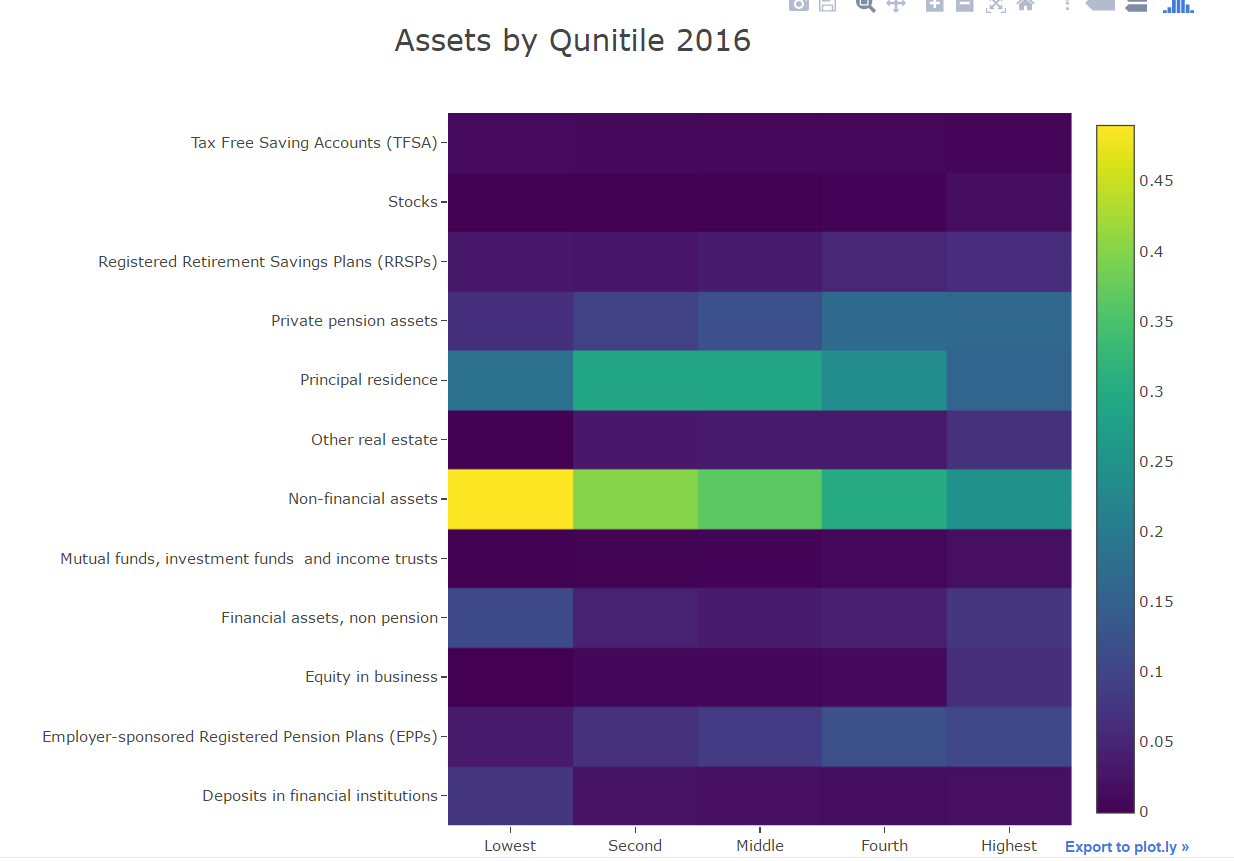 Assets by Qunitile 2016
Tax Free Saving Accounts (TFSA)
Stocks
Registered Retirement Savings Plans (RRSPs)
Private pension assets
Principal residence
Other real estate
Non-financial assets
Mutual funds, investment funds  and income trusts
Financial assets, non pension
Equity in business
Employer-sponsored Registered Pension Plans (EPPs)
Deposits in financial institutions
Lowest Second Middle Fourth Highest
0.45
0.4
0.35
0.3
0.25
0.2
0.15
0.1
0.05
0
Export to plot.ly »